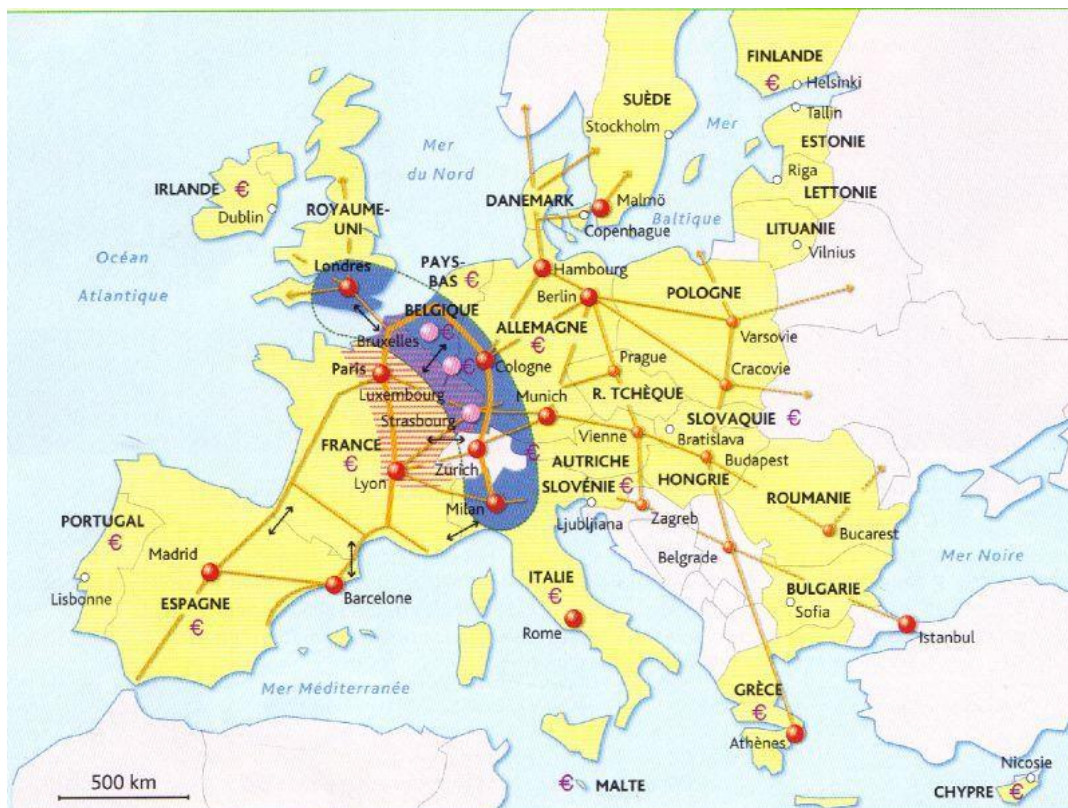 FINLANDE
€
Helsinki
Tallin
SUÈDE
Stockholm
Mer
ESTONIE
Mer
du Nord
Riga
LETTONIE
IRLANDE €
Dublin
ROYAUME-
UNI
DANEMARK
Malmö
Copenhague
Baltique
LITUANIE
Vilnius
Océan
Atlantique
Londres
PAYS-
BAS €
Hambourg
Berlin
POLOGNE
BELGIQUE
€
Bruxelles
ALLEMAGNE
€
Varsovie
Paris
€
Cologne
Prague
Cracovie
Luxembourg
Munich
R. TCHÈQUE
Strasbourg
SLOVAQUIE €
FRANCE
€
Vienne
Bratislava
€
Zurich
AUTRICHE
Budapest
Lyon
SLOVÉNIE €
HONGRIE
ROUMANIE
Milan
Ljubljiana
Zagreb
PORTUGAL
€
Bucarest
Madrid
Belgrade
Mer Noire
Lisbonne
ESPAGNE
€
Barcelone
ITALIE
€
BULGARIE
Sofia
Rome
Istanbul
Mer Méditerranée
GRÈCE
€
Athènes
500 km
€ MALTE
Nicosie
CHYPRE €